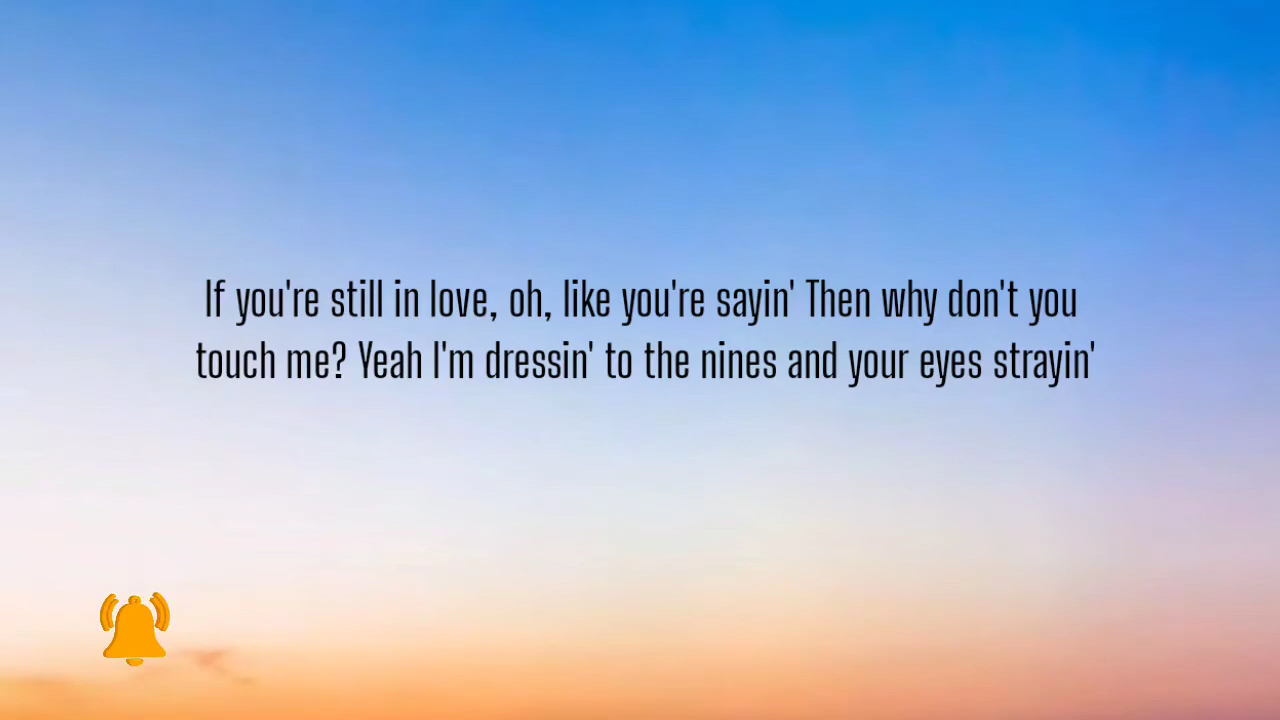 If you're still in love, oh, like you're sayin' Then why don't you
touch me? Yeah I'm dressin' to the nines and your eyes strayin'